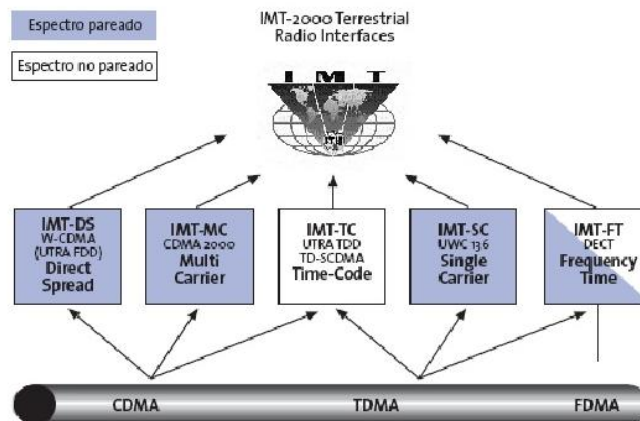 Espectro pareado
Espectro no pareado
IMT-2000 Terrestrial
Radio Interfaces
I M T
ITU
IMT-DS
W-CDMA
(UTRA FDD)
Direct
Spread
IMT-MC
CDMA 2000
Multi
Carrier
IMT-TC
UTRA TDD
TD-SCDMA
Time-Code
IMT-SC
UWC 136
Single
Carrier
IMT-FT
DECT
Frequency
Time
CDMA
TDMA
FDMA